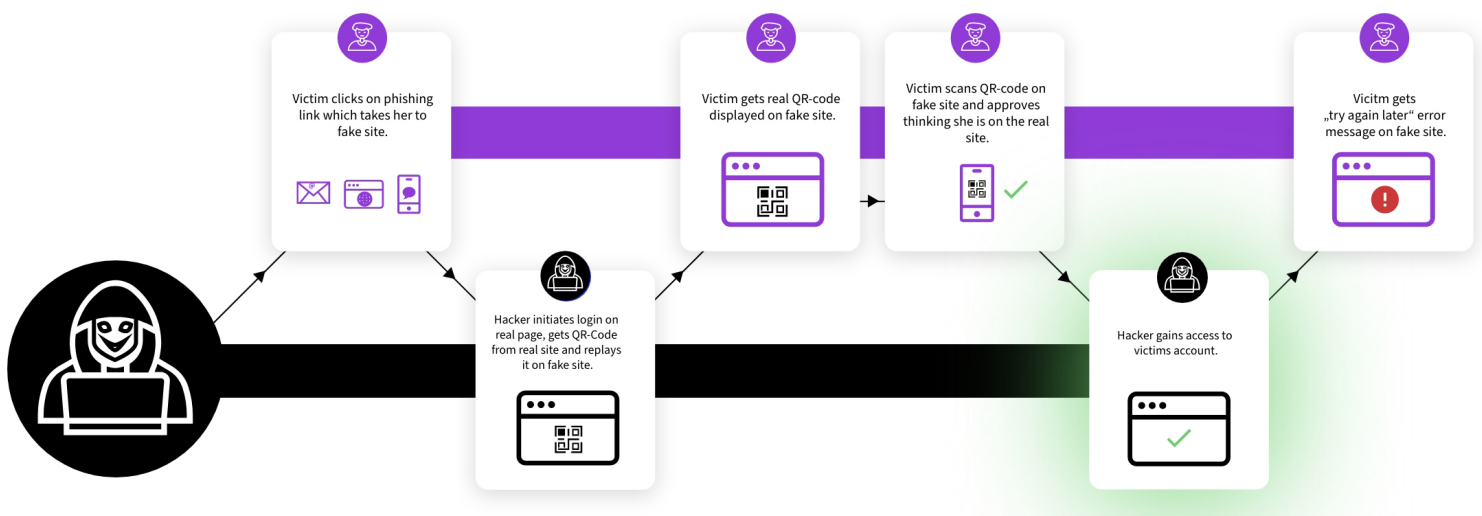 Victim clicks on phishing
link which takes her to
fake site.
Hacker initiates login on
real page, gets QR-Code
from real site and replays
it on fake site.
Victim gets real QR-code
displayed on fake site.
Victim scans QR-code on
fake site and approves
thinking she is on the real
site.
Hacker gains access to
victims account.
Vicitm gets
„try again later“ error
message on fake site.